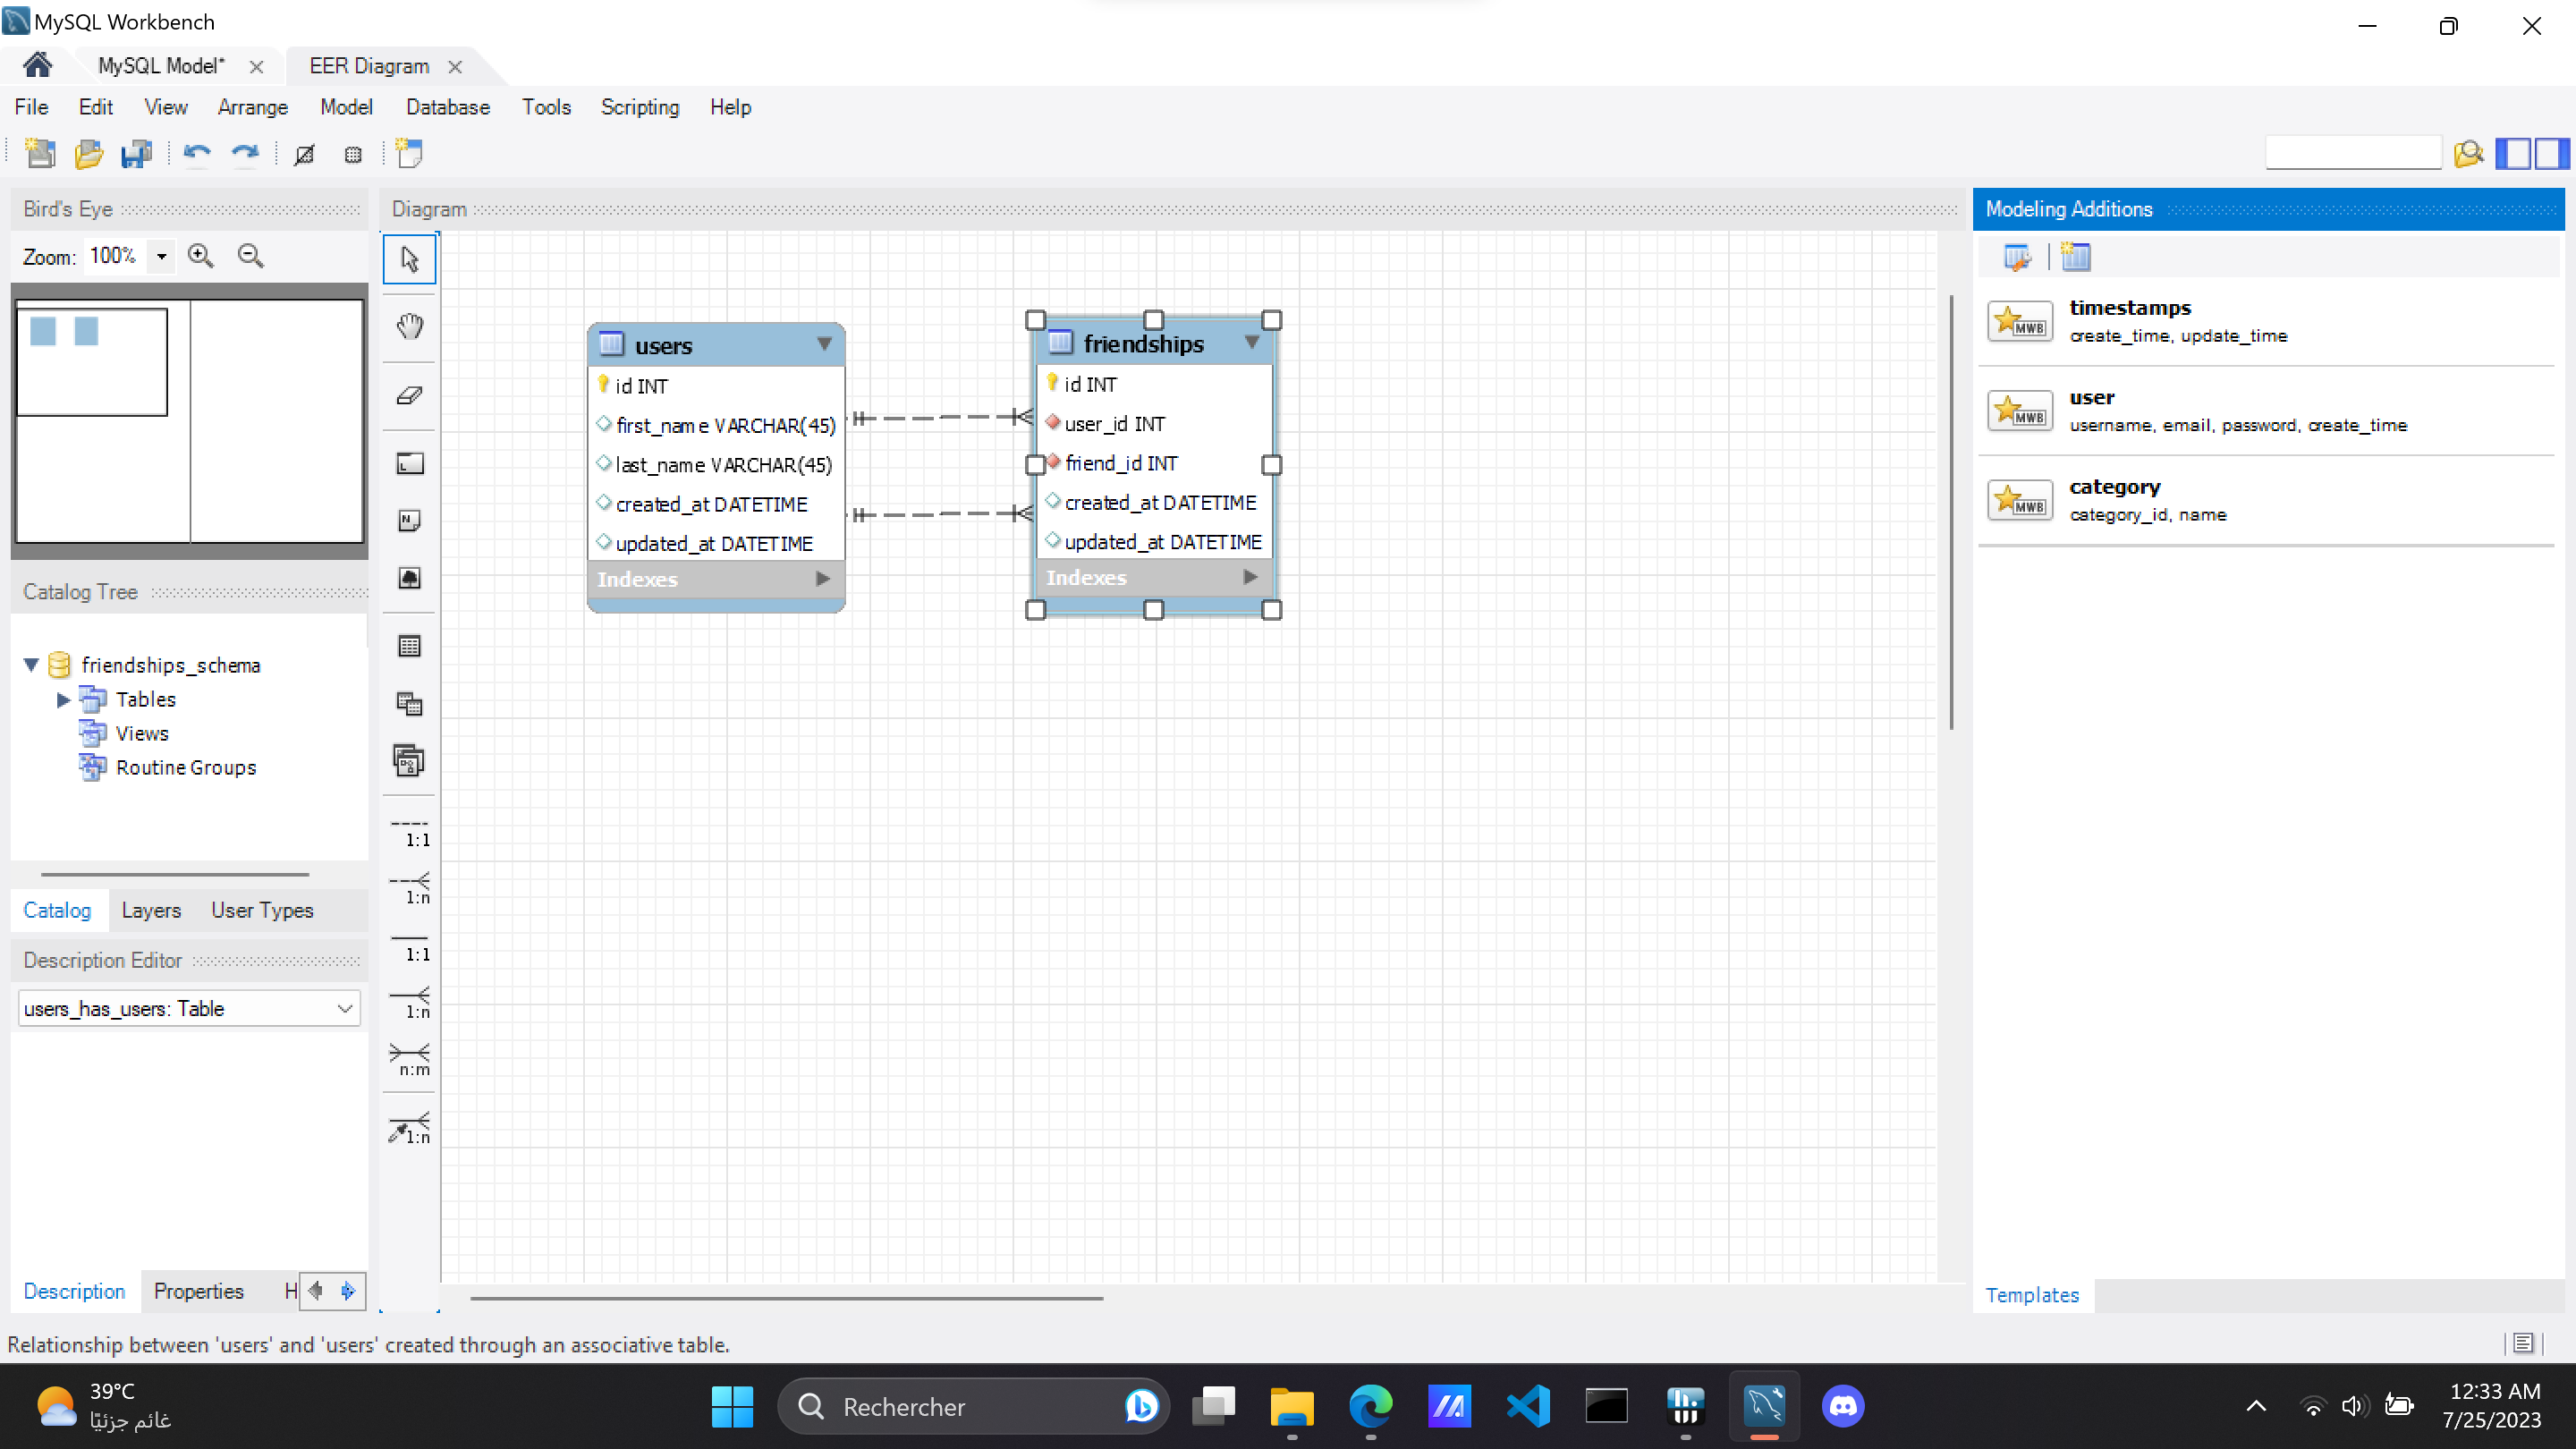 MySQL Workbench
MySQL Model*
EER Diagram
File Edit View Arrange Model Database Tools Scripting Help
Bird's Eye
Zoom: 100%
Catalog Tree
friendships_schema
Tables
Views
Routine Groups
Catalog Layers User Types
Description Editor
users_has_users: Table
Description Properties H
Diagram
1:1
1:n
1:1
1:n
n:m
1:n
users
id INT
first_name VARCHAR(45)
last_name VARCHAR(45)
created_at DATETIME
updated_at DATETIME
Indexes
friendships
id INT
user_id INT
friend_id INT
created_at DATETIME
updated_at DATETIME
Indexes
Modeling Additions
MWB
timestamps
create_time, update_time
MWB
user
username, email, password, create_time
MWB
category
category_id, name
Templates
Relationship between 'users' and 'users' created through an associative table.
39°C
غائم جزئيًا
Rechercher
12:33 AM
7/25/2023